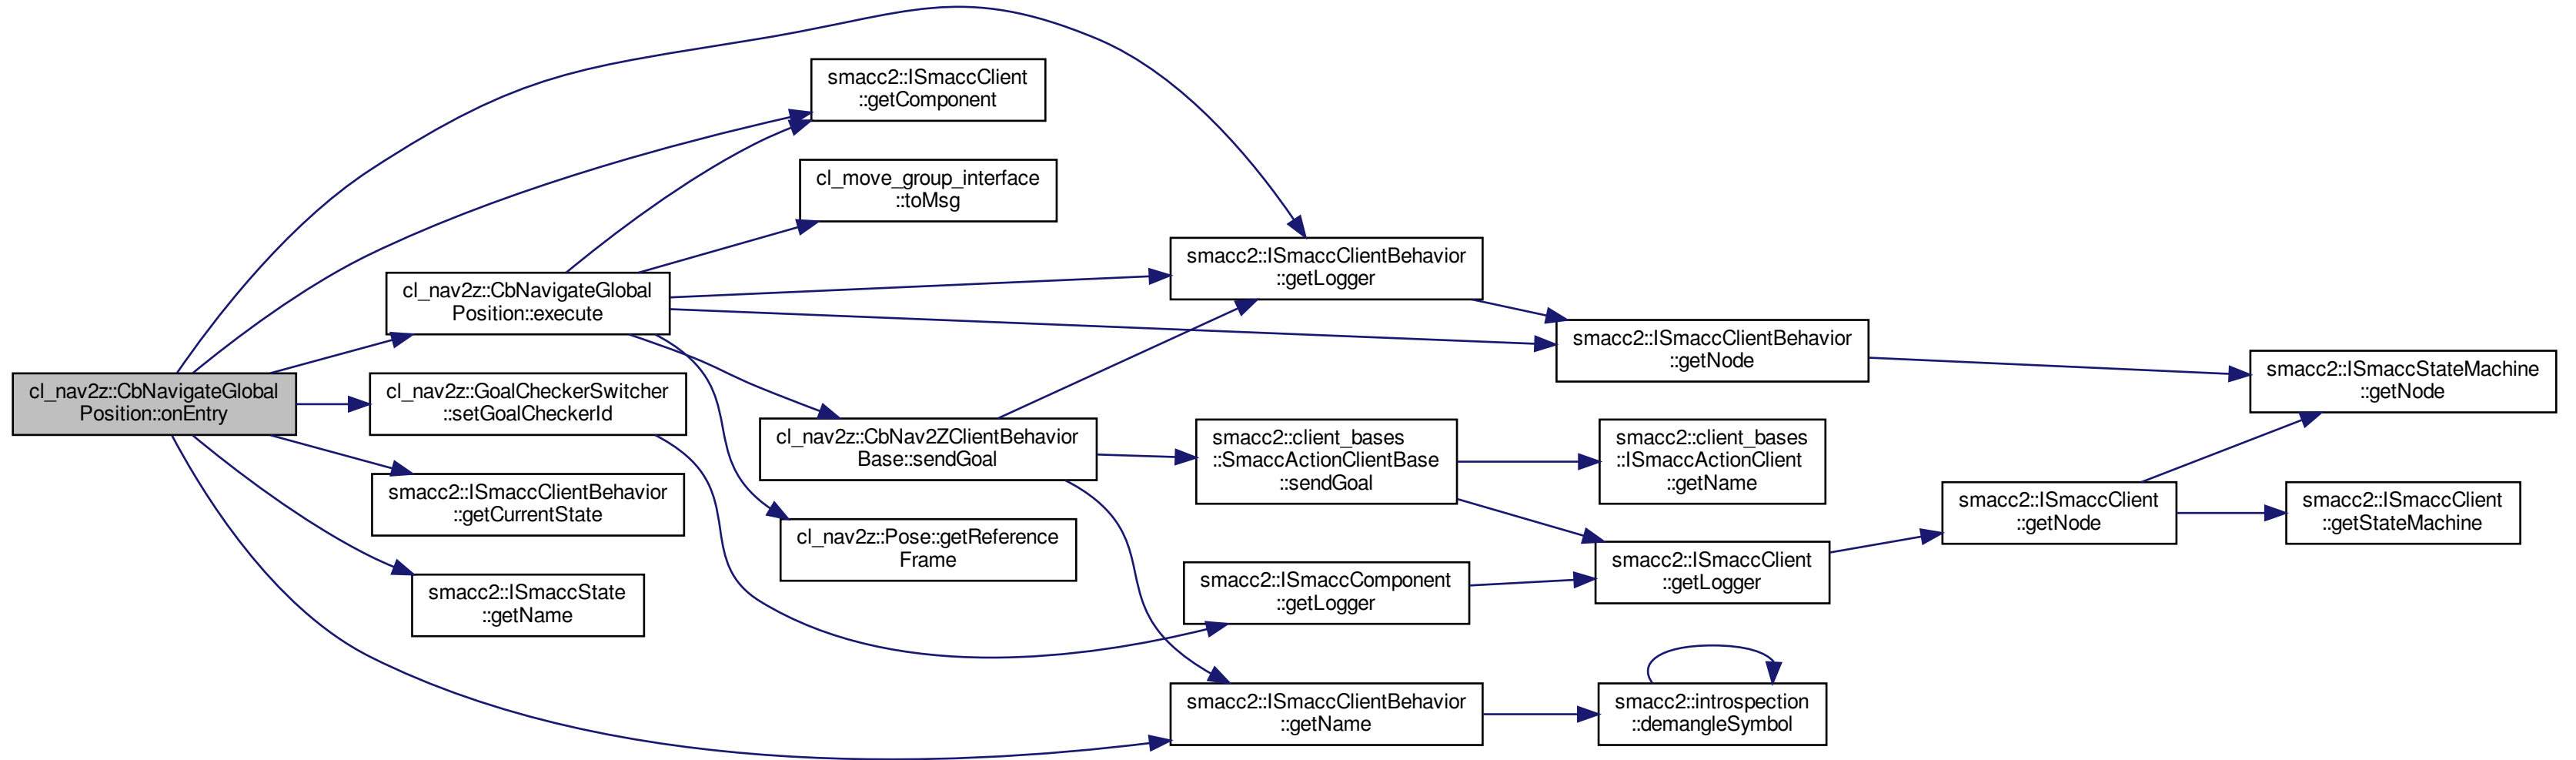 smacc2::ISmaccClient
::getComponent
cl_move_group_interface
::toMsg
smacc2::ISmaccClientBehavior
::getLogger
cl_nav2z::CbNavigateGlobal
Position::execute
smacc2::ISmaccClientBehavior
::getNode
smacc2::ISmaccStateMachine
::getNode
cl_nav2z::CbNavigateGlobal
Position::onEntry
cl_nav2z::GoalCheckerSwitcher
::setGoalCheckerId
cl_nav2z::CbNav2ZClientBehavior
Base::sendGoal
smacc2::client_bases
::SmaccActionClientBase
::sendGoal
smacc2::client_bases
::ISmaccActionClient
::getName
smacc2::ISmaccClientBehavior
::getCurrentState
smacc2::ISmaccClient
::getNode
smacc2::ISmaccClient
::getStateMachine
cl_nav2z::Pose::getReference
Frame
smacc2::ISmaccClient
::getLogger
smacc2::ISmaccComponent
::getLogger
smacc2::ISmaccState
::getName
smacc2::ISmaccClientBehavior
::getName
smacc2::introspection
::demangleSymbol